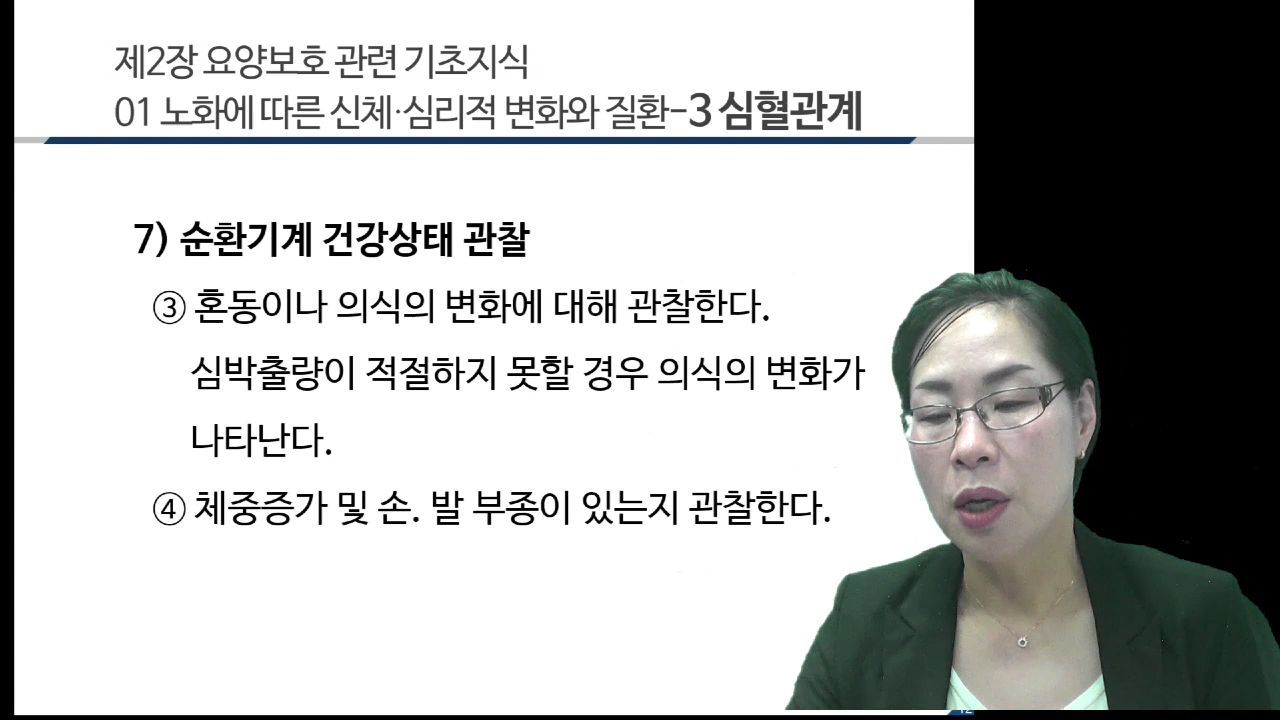 제2장 요양보호 관련 기초지식
01 노화에 따른 신체·심리적 변화와 질환-3 심혈관계
7) 순환기계 건강상태 관찰
③ 혼동이나 의식의 변화에 대해 관찰한다.
심박출량이 적절하지 못할 경우 의식의 변화가
나타난다.
④ 체중증가 및 손. 발 부종이 있는지 관찰한다.